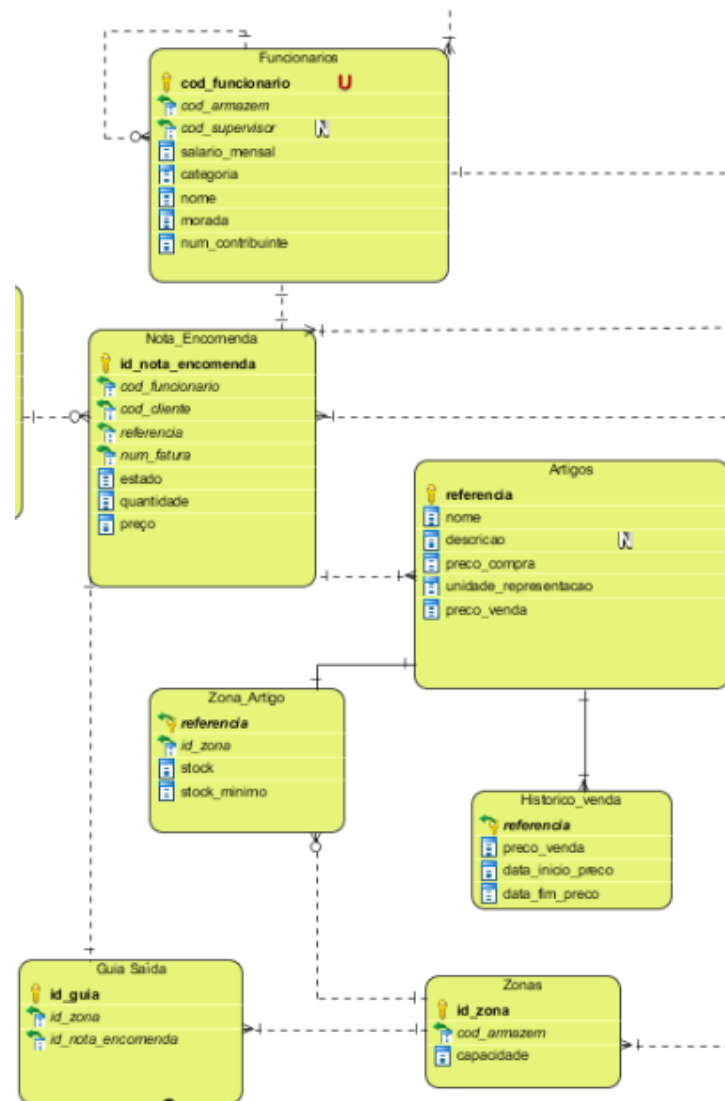 Funcionarios
cod_funcionario U
cod_armazem
cod_supervisor N
salario_mensal
categoria
nome
morada
num_contribuinte
Nota_Encomenda
id_nota_encomenda
cod_funcionario
cod_cliente
referencia
num_fatura
estado
quantidade
preço
Artigos
referencia
nome
descricao N
preco_compra
unidade_representacao
preco_venda
Zona_Artigo
referencia
id_zona
stock
stock_minimo
Historico_venda
referencia
preco_venda
data_inicio_preco
data_fim_preco
Guia Saída
id_guia
id_zona
id_nota_encomenda
Zonas
id_zona
cod_armazem
capacidade